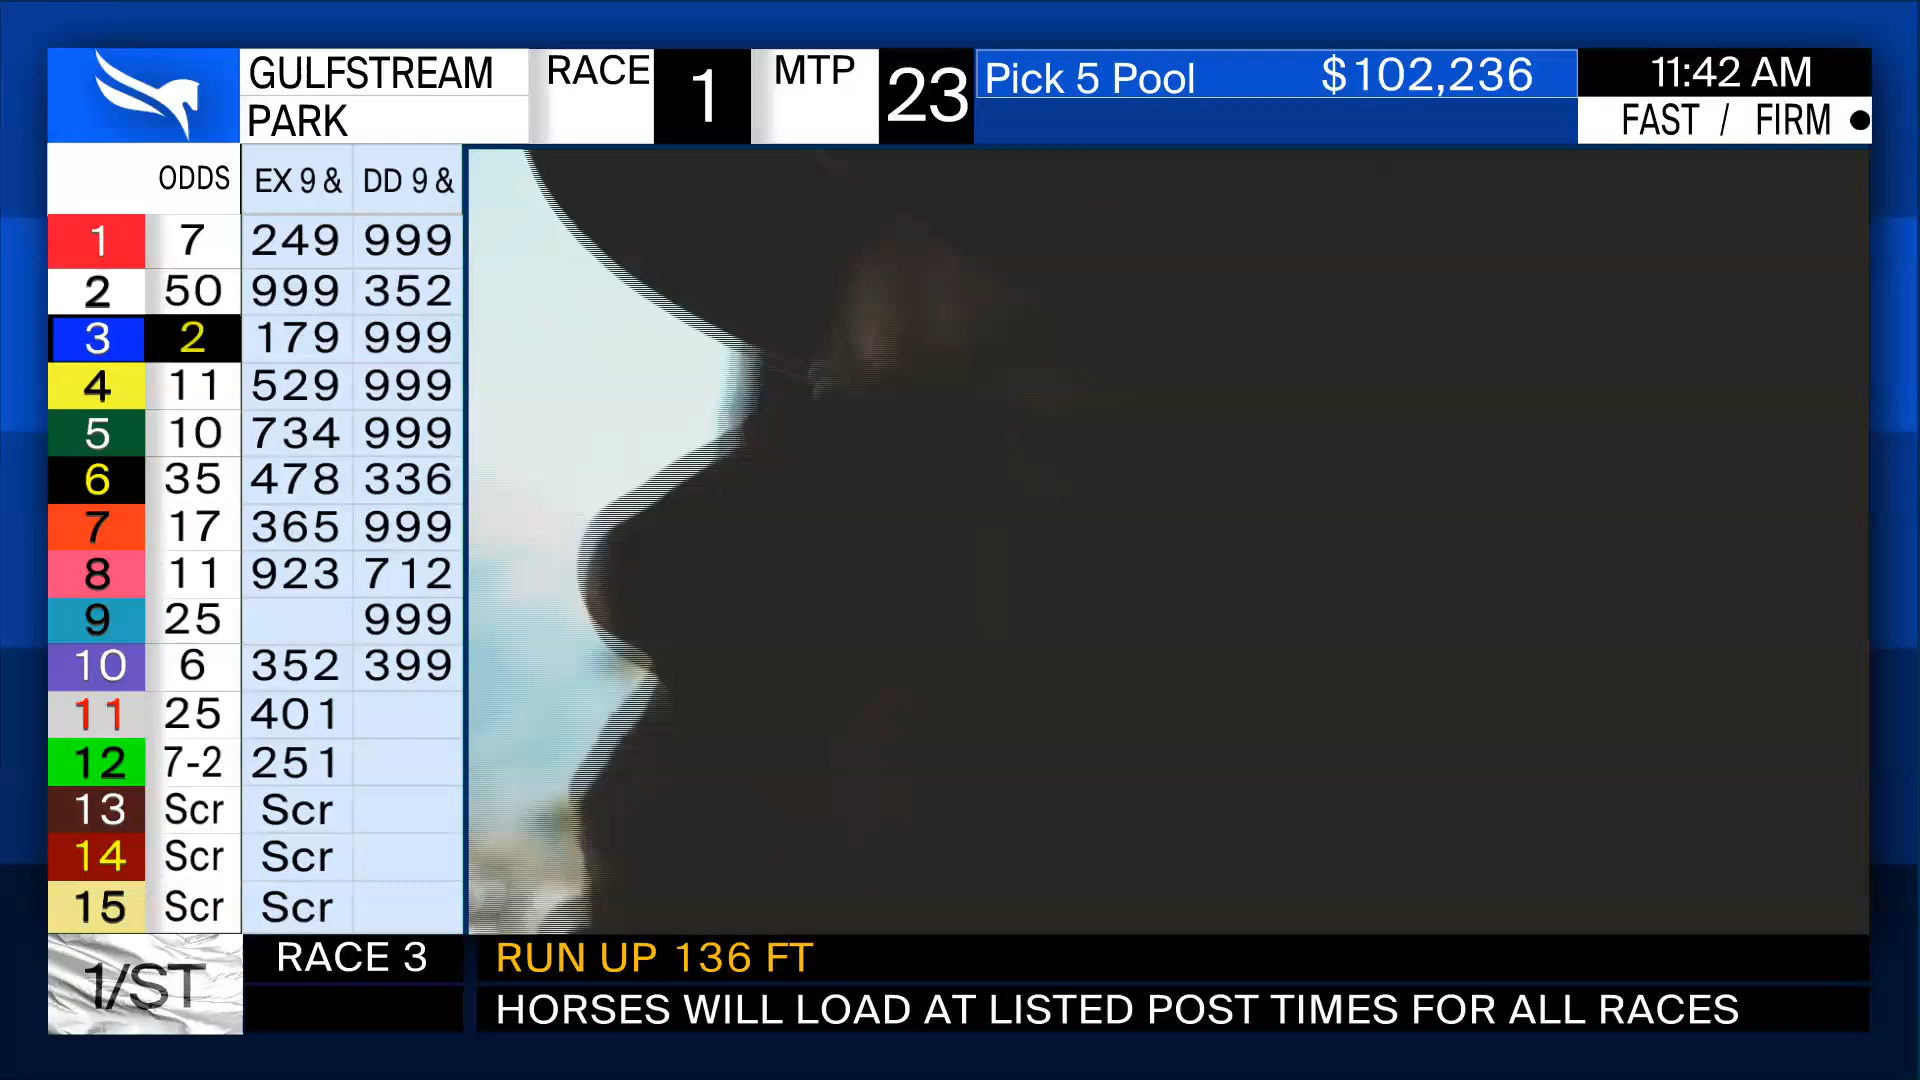 GULFSTREAM PARK RACE 1 MTP 23 Pick 5 Pool $102,236 11:42 AM
FAST / FIRM
ODDS EX 9 & DD 9 &
1 7 249 999
2 50 999 352
3 2 179 999
4 11 529 999
5 10 734 999
6 35 478 336
7 17 365 999
8 11 923 712
9 25 999
10 6 352 399
11 25 401
12 7-2 251
13 Scr Scr
14 Scr Scr
15 Scr Scr
1/ST RACE 3 RUN UP 136 FT
HORSES WILL LOAD AT LISTED POST TIMES FOR ALL RACES